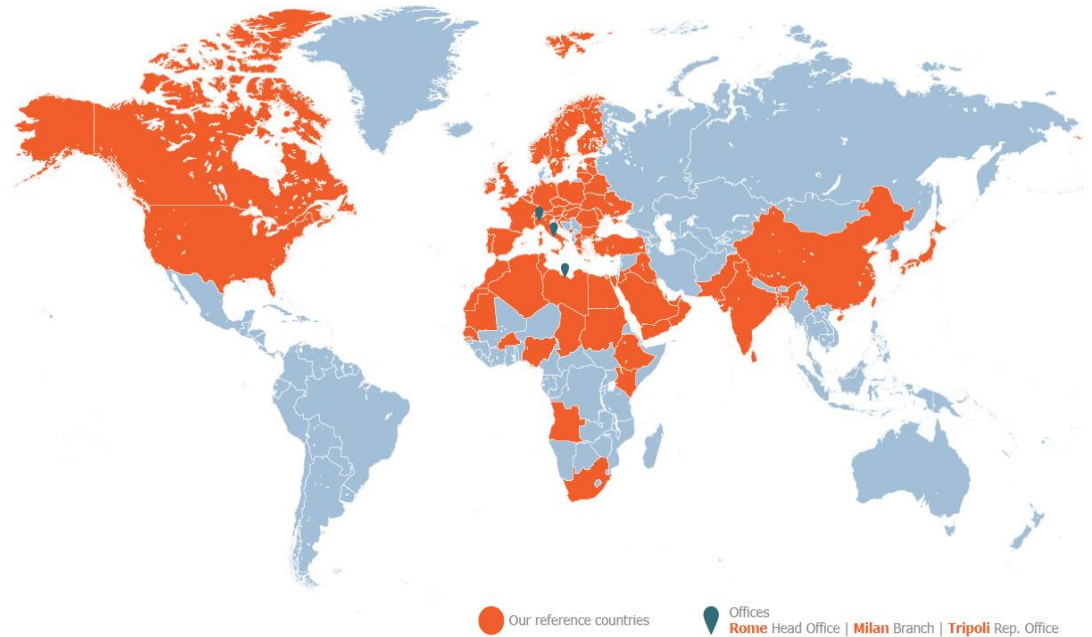 Our reference countries
Offices
Rome Head Office | Milan Branch | Tripoli Rep. Office